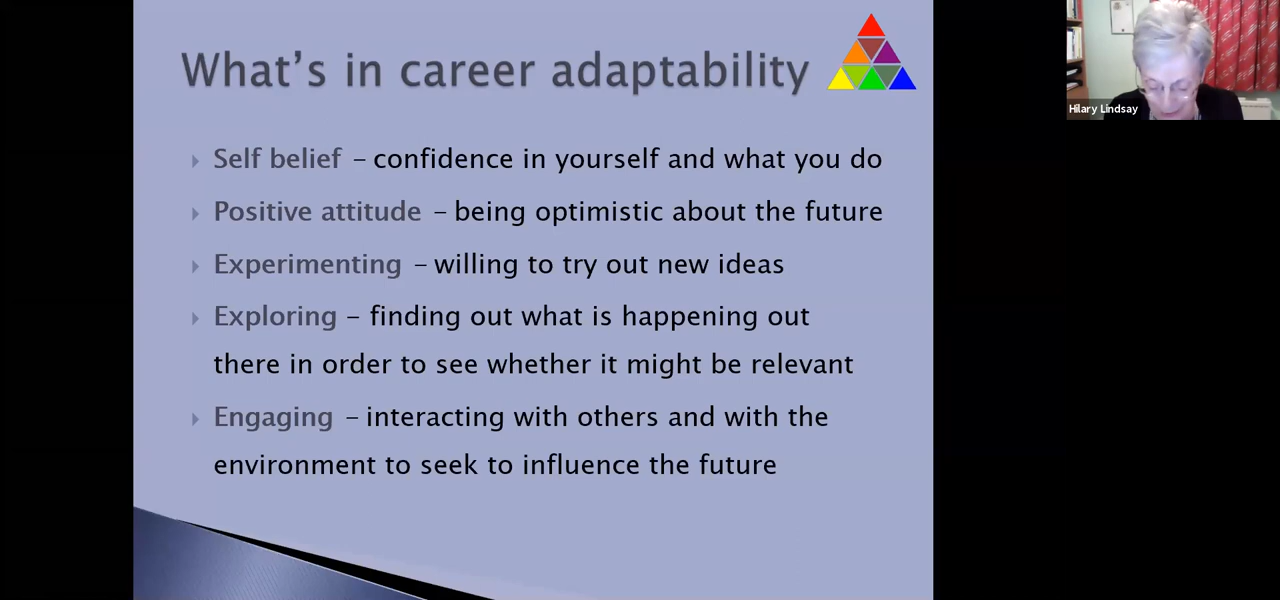 What's in career adaptability
Self belief – confidence in yourself and what you do
Positive attitude – being optimistic about the future
Experimenting – willing to try out new ideas
Exploring – finding out what is happening out
there in order to see whether it might be relevant
Engaging – interacting with others and with the
environment to seek to influence the future
Hilary Lindsay